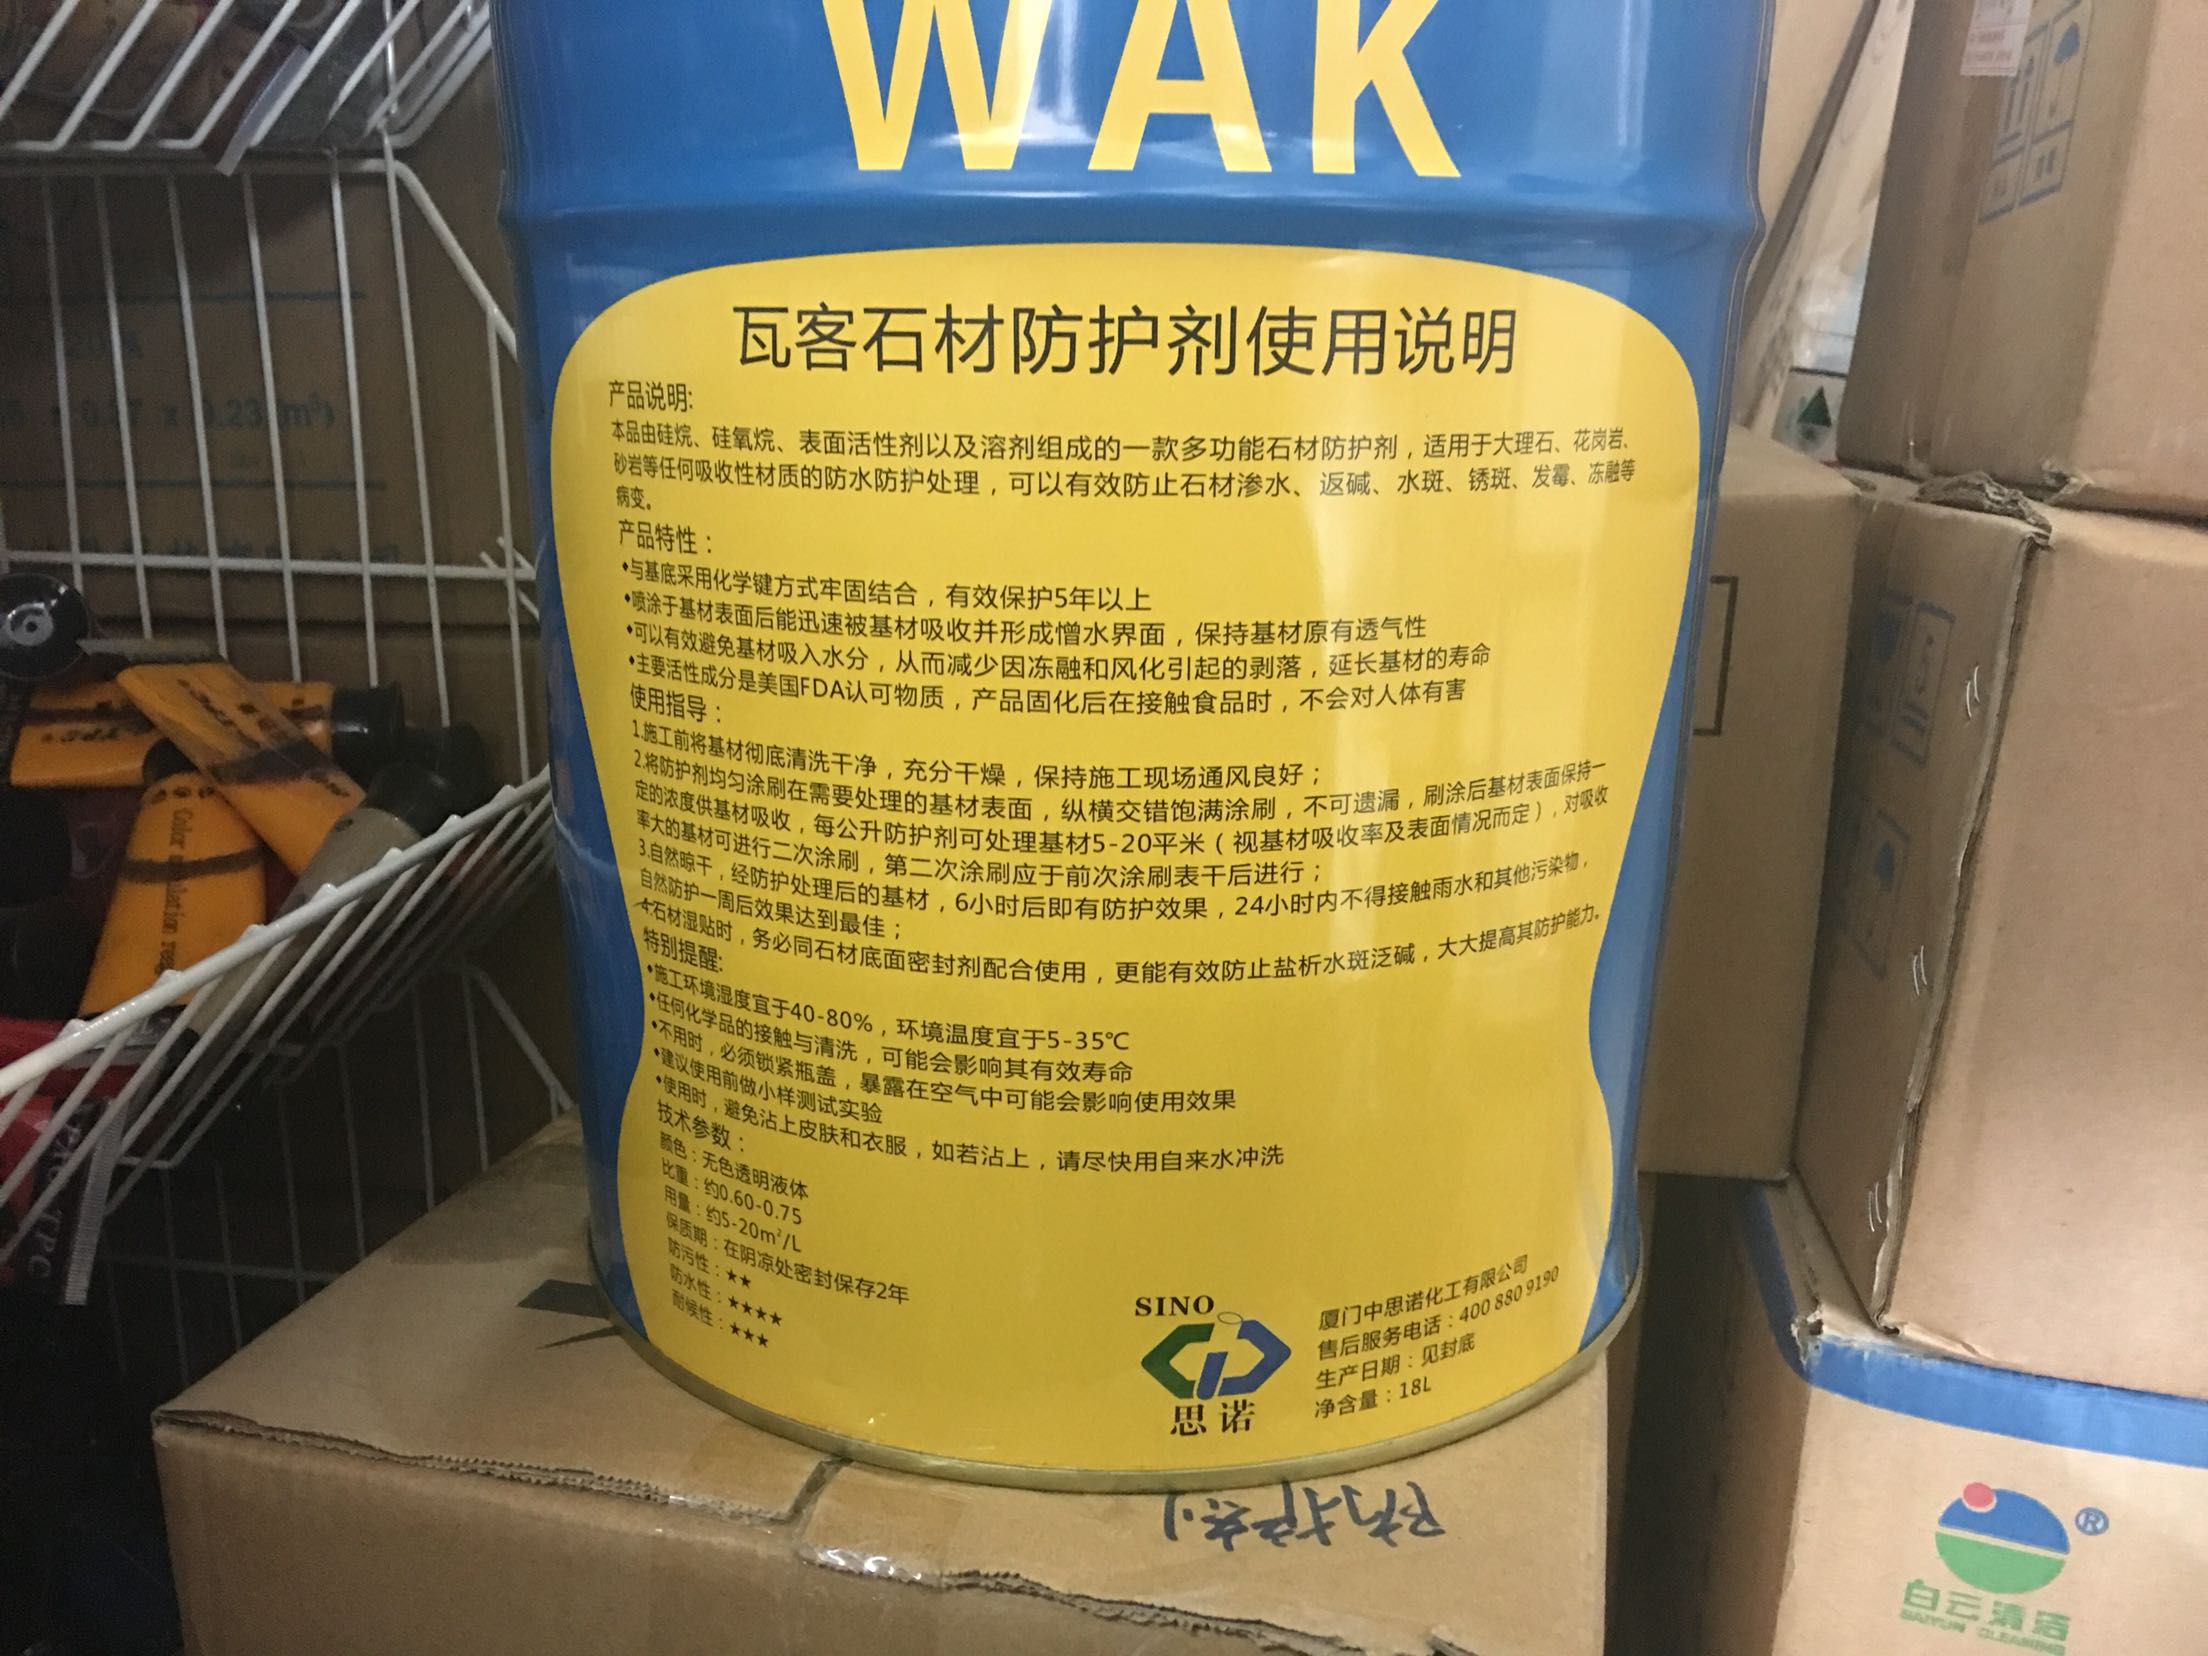 WAK
瓦客石材防护剂使用说明
产品说明:
本品由硅烷、硅氧烷、表面活性剂以及溶剂组成的一款多功能石材防护剂，适用于大理石、花岗岩、
砂岩等任何吸收性材质的防水防护处理，可以有效防止石材渗水、返碱、水斑、锈斑、发霉、冻融等
病变。
产品特性：
•与基底采用化学键方式牢固结合，有效保护5年以上
•喷涂于基材表面后能迅速被基材吸收并形成憎水界面，保持基材原有透气性
•可以有效避免基材吸入水分，从而减少因冻融和风化引起的剥落，延长基材的寿命
•主要活性成分是美国FDA认可物质，产品固化后在接触食品时，不会对人体有害
使用指导：
1.施工前将基材彻底清洗干净，充分干燥，保持施工现场通风良好；
2.将防护剂均匀涂刷在需要处理的基材表面，纵横交错饱满涂刷，不可遗漏，刷涂后基材表面保持一
定的浓度供基材吸收，每公升防护剂可处理基材5-20平米（视基材吸收率及表面情况而定），对吸收
率大的基材可进行二次涂刷，第二次涂刷应于前次涂刷表干后进行；
3.自然晾干，经防护处理后的基材，6小时后即有防护效果，24小时内不得接触雨水和其他污染物，
自然防护一周后效果达到最佳；
4.石材湿贴时，务必同石材底面密封剂配合使用，更能有效防止盐析水斑泛碱，大大提高其防护能力。
特别提醒:
•施工环境湿度宜于40-80%，环境温度宜于5-35℃
•任何化学品的接触与清洗，可能会影响其有效寿命
•不用时，必须锁紧瓶盖，暴露在空气中可能会影响使用效果
•建议使用前做小样测试实验
•使用时，避免沾上皮肤和衣服，如若沾上，请尽快用自来水冲洗
技术参数：
颜色：无色透明液体
比重：约0.60-0.75
用量：约5-20m²/L
保质期：在阴凉处密封保存2年
防污性：★★
防水性：★★★★
耐候性：★★★
SINO
思诺
厦门中思诺化工有限公司
售后服务电话：400 880 9190
生产日期：见封底
净含量：18L
防护剂
®
白云清洁
BAIYUN CLEANING
0.23(m³)
TPC